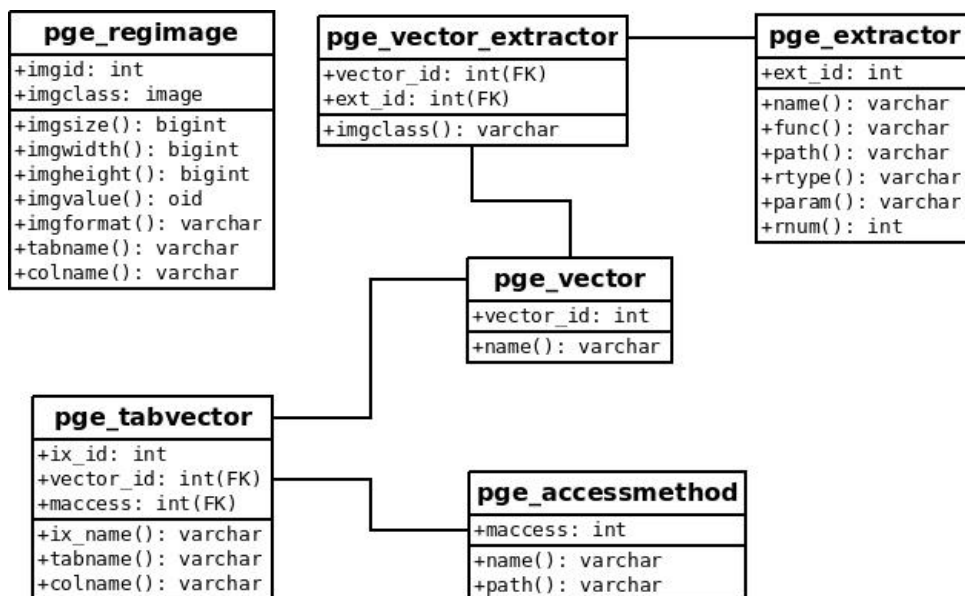 pge_regimage
+imgid: int
+imgclass: image
+imgsize(): bigint
+imgwidth(): bigint
+imgheight(): bigint
+imgvalue(): oid
+imgformat(): varchar
+tabname(): varchar
+colname(): varchar
pge_vector_extractor
+vector_id: int(FK)
+ext_id: int(FK)
+imgclass(): varchar
pge_extractor
+ext_id: int
+name(): varchar
+func(): varchar
+path(): varchar
+rtype(): varchar
+param(): varchar
+rnum(): int
pge_vector
+vector_id: int
+name(): varchar
pge_tabvector
+ix_id: int
+vector_id: int(FK)
+maccess: int(FK)
+ix_name(): varchar
+tabname(): varchar
+colname(): varchar
pge_accessmethod
+maccess: int
+name(): varchar
+path(): varchar